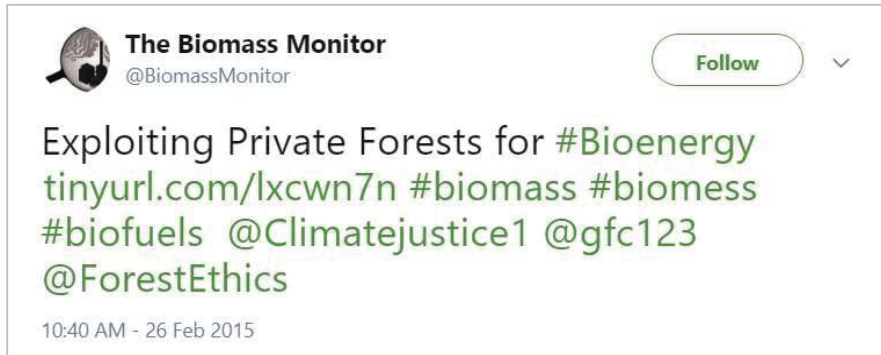 The Biomass Monitor
@BiomassMonitor
Follow
Exploiting Private Forests for #Bioenergy
tinyurl.com/lxcwn7n #biomass #biomess
#biofuels @Climatejustice1 @gfc123
@ForestEthics
10:40 AM - 26 Feb 2015